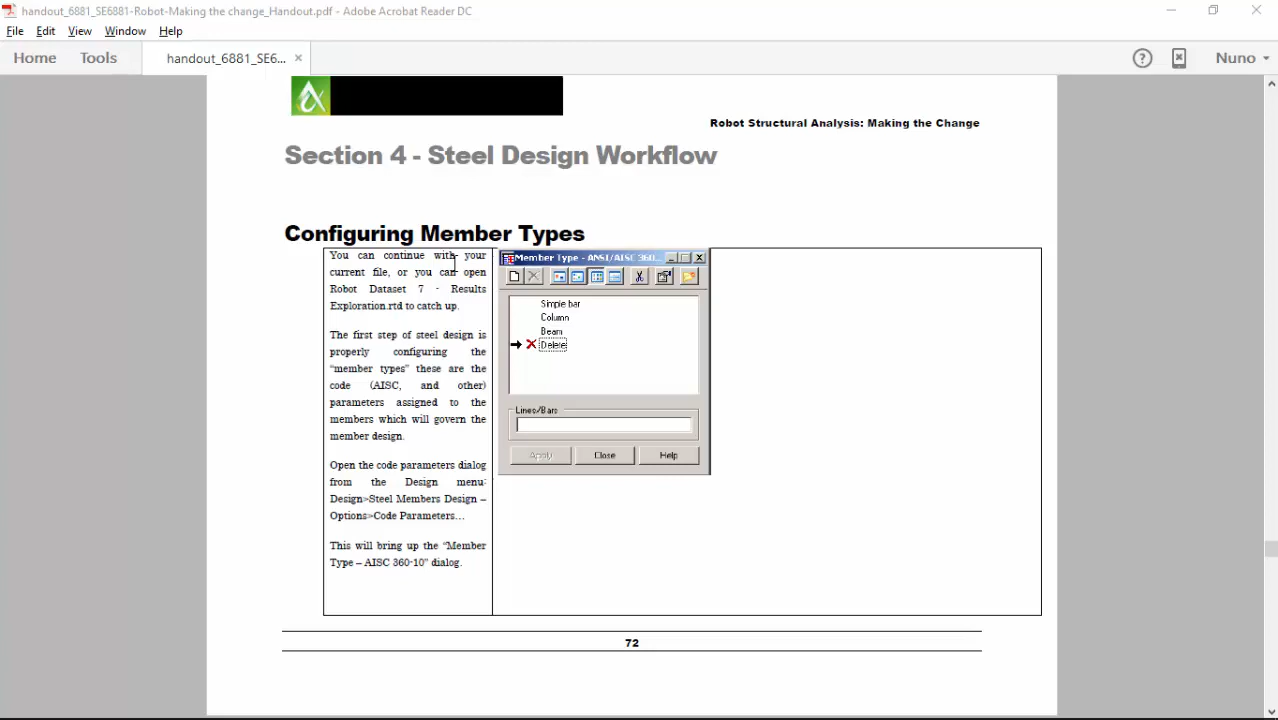 handout_6881_SE6881-Robot-Making the change_Handout.pdf - Adobe Acrobat Reader DC
File Edit View Window Help
Home Tools handout_6881_SE6... × Nuno
Robot Structural Analysis: Making the Change
Section 4 - Steel Design Workflow
Configuring Member Types
You can continue with your
current file, or you can open
Robot Dataset 7 - Results
Exploration.rtd to catch up.
The first step of steel design is
properly configuring the
“member types” these are the
code (AISC, and other)
parameters assigned to the
members which will govern the
member design.
Open the code parameters dialog
from the Design menu:
Design>Steel Members Design –
Options>Code Parameters…
This will bring up the “Member
Type – AISC 360-10” dialog.
Member Type - ANSI/AISC 360...
Simple bar
Column
Beam
Delete
Lines/Bars
Apply Close Help
72